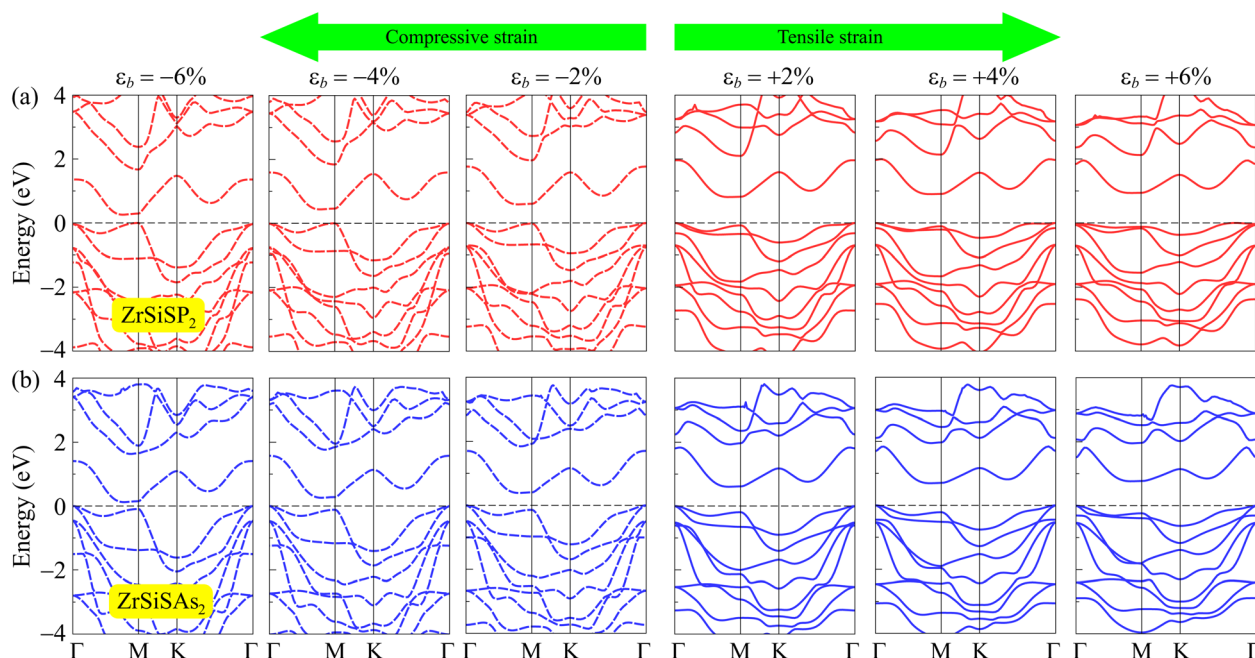 Compressive strain Tensile strain
ε_b = −6% ε_b = −4% ε_b = −2% ε_b = +2% ε_b = +4% ε_b = +6%
(a)
4
2
0
−2
−4
Energy (eV)
ZrSiSP₂
(b)
4
2
0
−2
−4
Energy (eV)
ZrSiSAs₂
Γ M K Γ Γ M K Γ Γ M K Γ Γ M K Γ Γ M K Γ Γ M K Γ